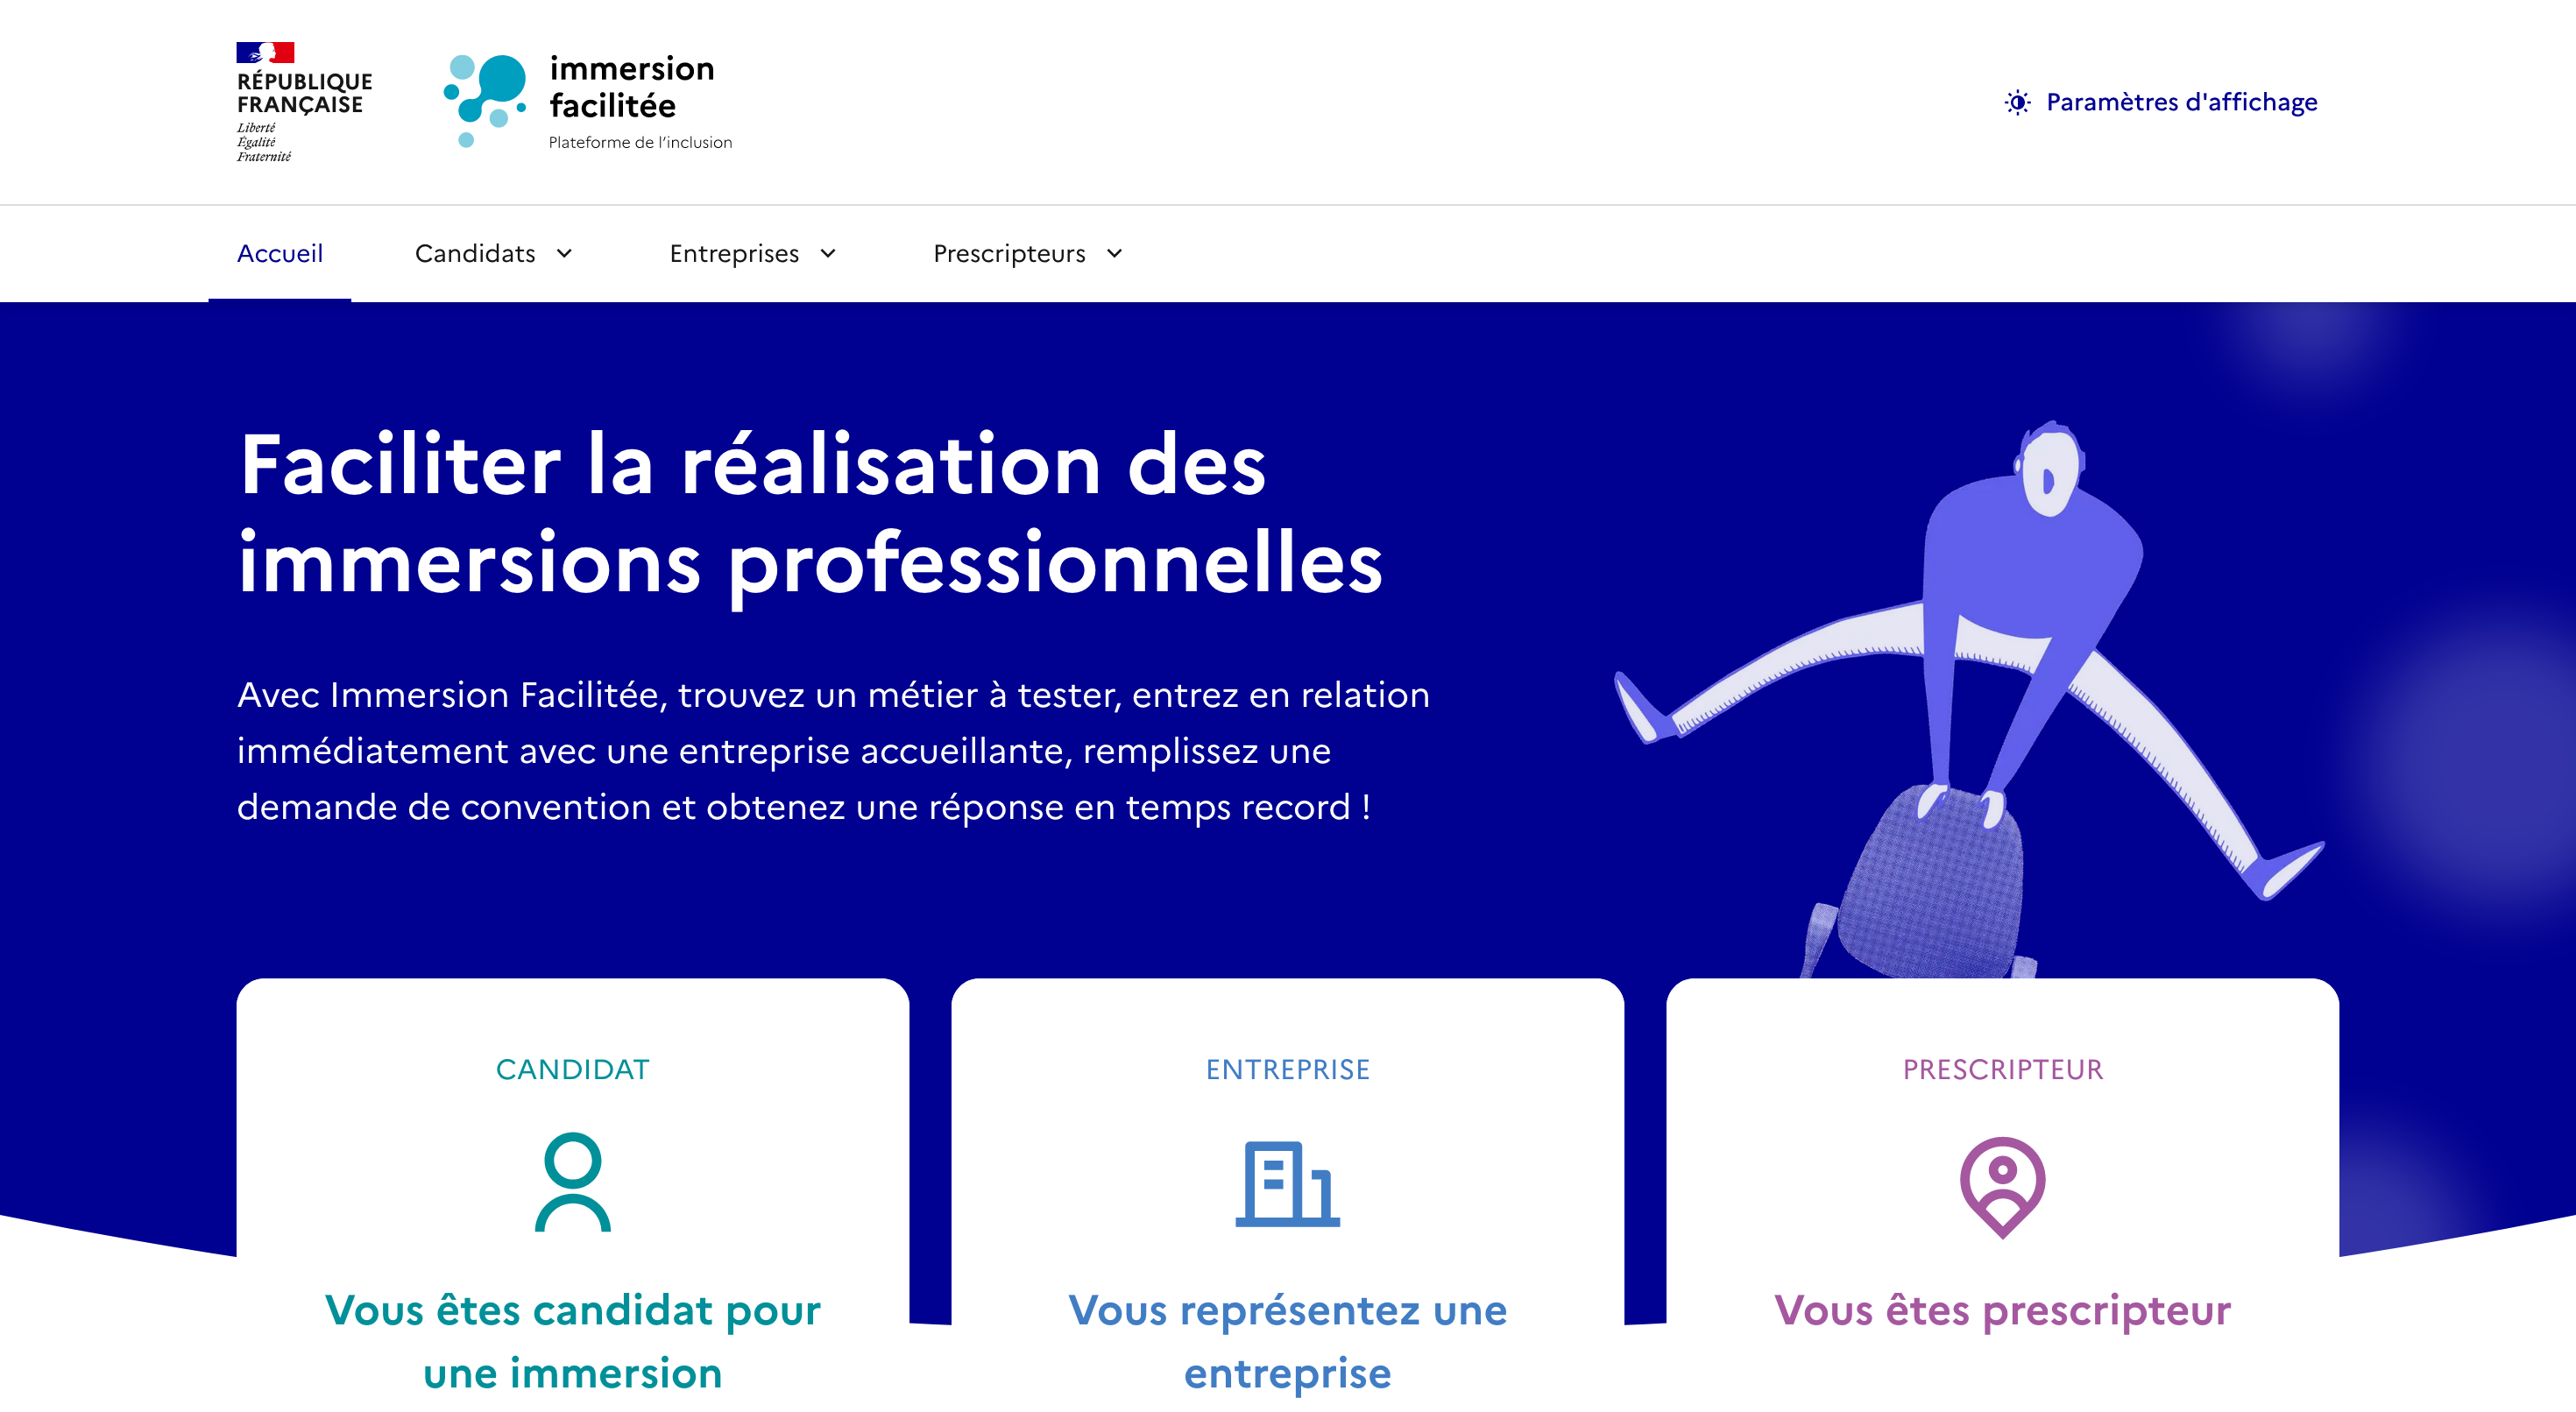 RÉPUBLIQUE
FRANÇAISE
Liberté
Égalité
Fraternité
immersion
facilitée
Plateforme de l’inclusion
Paramètres d'affichage
Accueil
Candidats
Entreprises
Prescripteurs
Faciliter la réalisation des
immersions professionnelles
Avec Immersion Facilitée, trouvez un métier à tester, entrez en relation
immédiatement avec une entreprise accueillante, remplissez une
demande de convention et obtenez une réponse en temps record !
CANDIDAT
Vous êtes candidat pour
une immersion
ENTREPRISE
Vous représentez une
entreprise
PRESCRIPTEUR
Vous êtes prescripteur